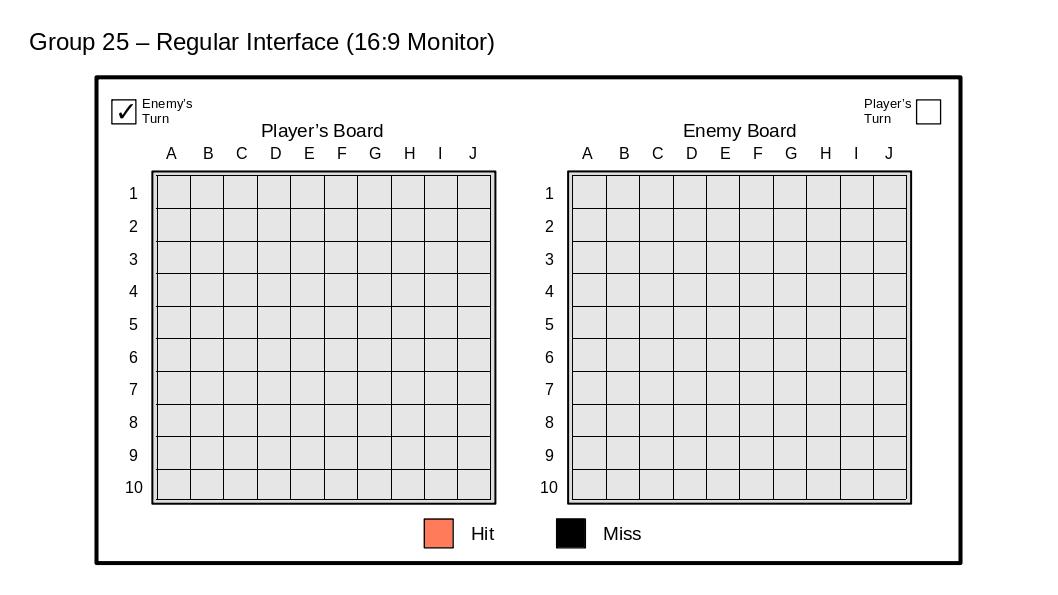 Group 25 – Regular Interface (16:9 Monitor)
✓ Enemy’s
Turn
Player’s
Turn
Player’s Board
Enemy Board
A B C D E F G H I J
A B C D E F G H I J
1
2
3
4
5
6
7
8
9
10
1
2
3
4
5
6
7
8
9
10
Hit
Miss